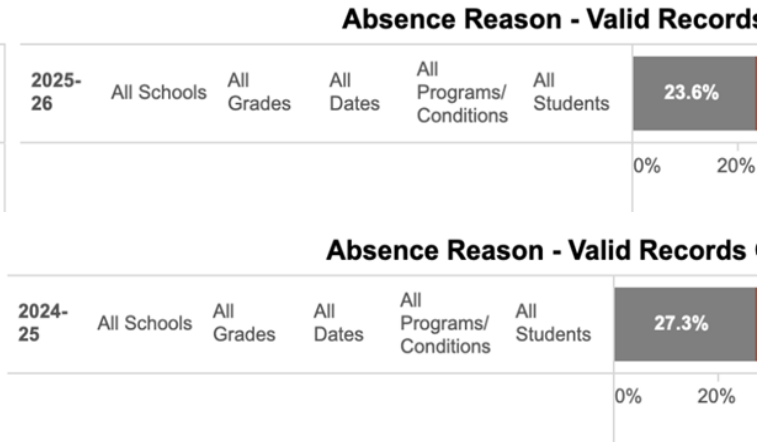 Absence Reason - Valid Records
2025-26 All Schools All Grades All Dates All Programs/Conditions All Students 23.6%
0% 20%
Absence Reason - Valid Records
2024-25 All Schools All Grades All Dates All Programs/Conditions All Students 27.3%
0% 20%